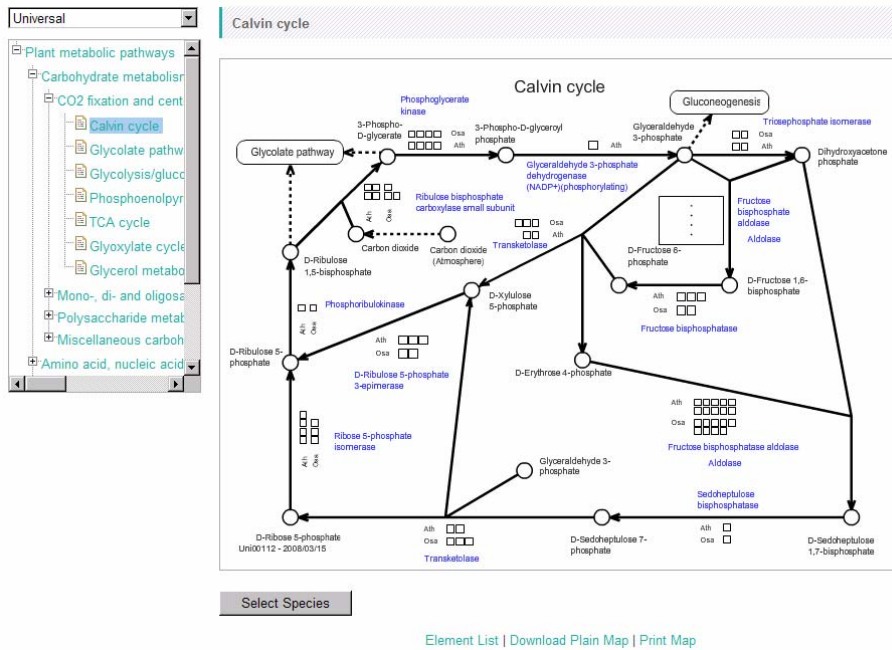 Universal
Plant metabolic pathways
Carbohydrate metabolisr
CO2 fixation and cent
Calvin cycle
Glycolate pathw
Glycolysis/gluco
Phosphoenolpyr
TCA cycle
Glyoxylate cycle
Glycerol metabo
Mono-, di- and oligosa
Polysaccharide metab
Miscellaneous carboh
Amino acid, nucleic acid
Calvin cycle
Calvin cycle
Phosphoglycerate
kinase
Gluconeogenesis
3-Phospho-
D-glycerate
Osa
Ath
3-Phospho-D-glyceroyl
phosphate
Ath
Glyceraldehyde
3-phosphate
Triosephosphate isomerase
Osa
Ath
Dihydroxyacetone
phosphate
Glycolate pathway
Glyceraldehyde 3-phosphate
dehydrogenase
(NADP+)(phosphorylating)
Ribulose bisphosphate
carboxylase small subunit
Ath
Osa
Fructose
bisphosphate
aldolase
Aldolase
Osa
Ath
Transketolase
Carbon dioxide
Carbon dioxide
(Atmosphere)
D-Ribulose
1,5-bisphosphate
D-Fructose 6-
phosphate
D-Fructose 1,6-
bisphosphate
Phosphoribulokinase
Ath
Osa
D-Xylulose
5-phosphate
Ath
Osa
Fructose bisphosphatase
Ath
Osa
D-Ribulose 5-
phosphate
D-Ribulose 5-phosphate
3-epimerase
D-Erythrose 4-phosphate
Ath
Osa
Fructose bisphosphatase aldolase
Aldolase
Ribose 5-phosphate
isomerase
Ath
Osa
Glyceraldehyde 3-
phosphate
Sedoheptulose
bisphosphatase
Ath
Osa
D-Ribose 5-phosphate
Uni00112 - 2008/03/15
Ath
Osa
Transketolase
D-Sedoheptulose 7-
phosphate
D-Sedoheptulose
1,7-bisphosphate
Select Species
Element List | Download Plain Map | Print Map